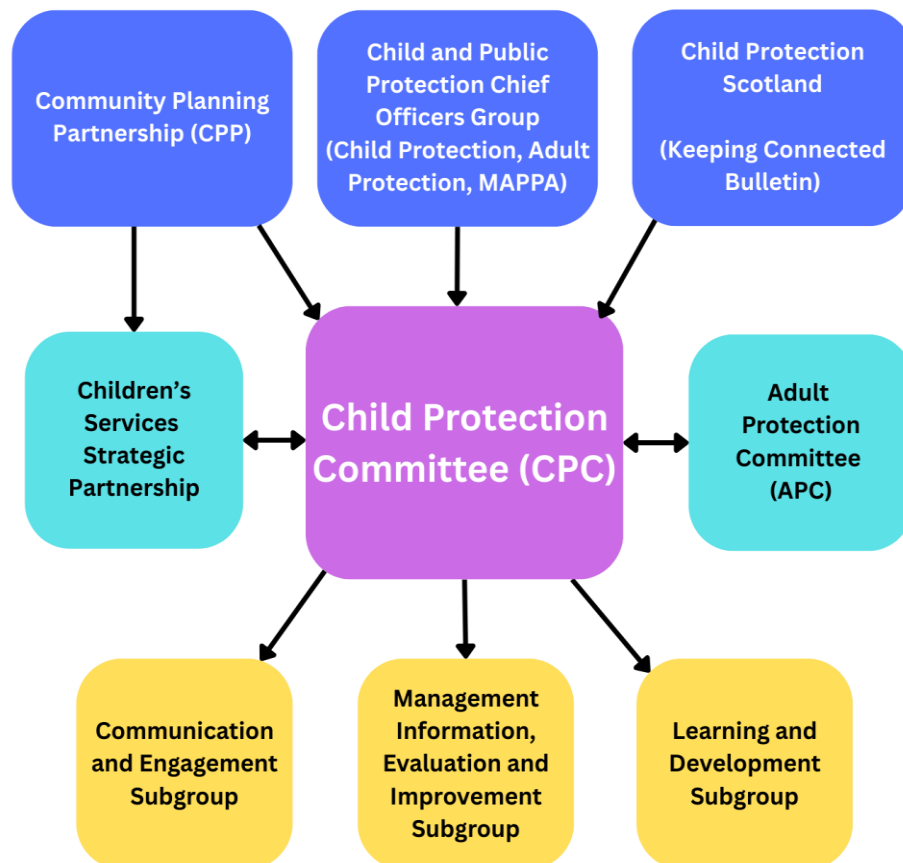 Community Planning
Partnership (CPP)
Child and Public
Protection Chief
Officers Group
(Child Protection, Adult
Protection, MAPPA)
Child Protection
Scotland
(Keeping Connected
Bulletin)
Children’s
Services
Strategic
Partnership
Child Protection
Committee (CPC)
Adult
Protection
Committee
(APC)
Communication
and Engagement
Subgroup
Management
Information,
Evaluation and
Improvement
Subgroup
Learning and
Development
Subgroup